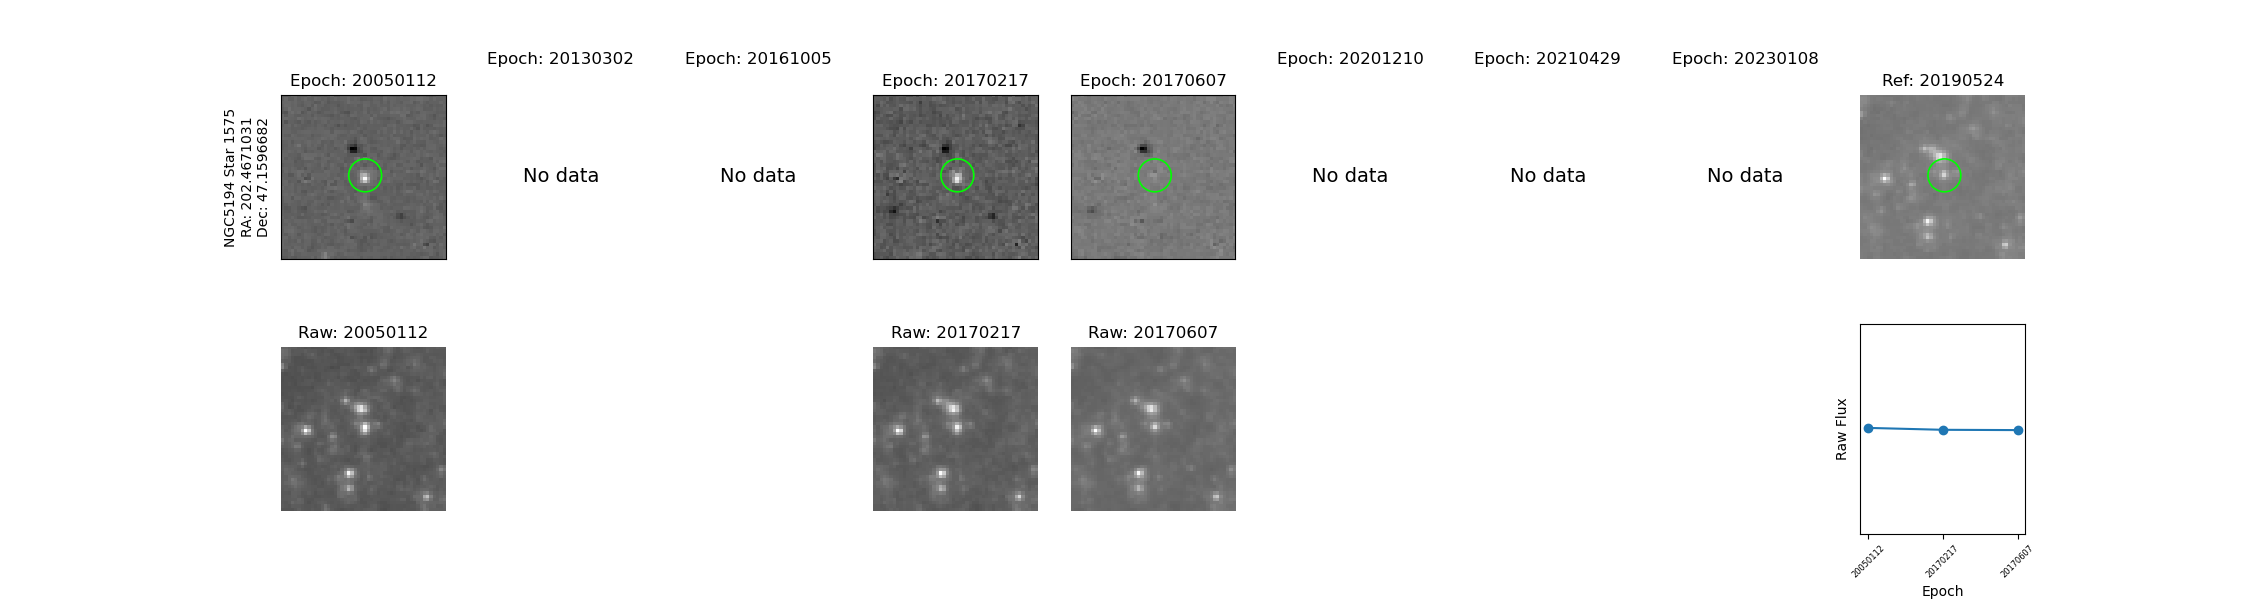 Epoch: 20130302
Epoch: 20161005
Epoch: 20201210
Epoch: 20210429
Epoch: 20230108
Epoch: 20050112
Epoch: 20170217
Epoch: 20170607
Ref: 20190524
NGC5194 Star 1575
RA: 202.4671031
Dec: 47.1596682
No data
No data
No data
No data
No data
Raw: 20050112
Raw: 20170217
Raw: 20170607
Raw Flux
20050112
20170217
20170607
Epoch